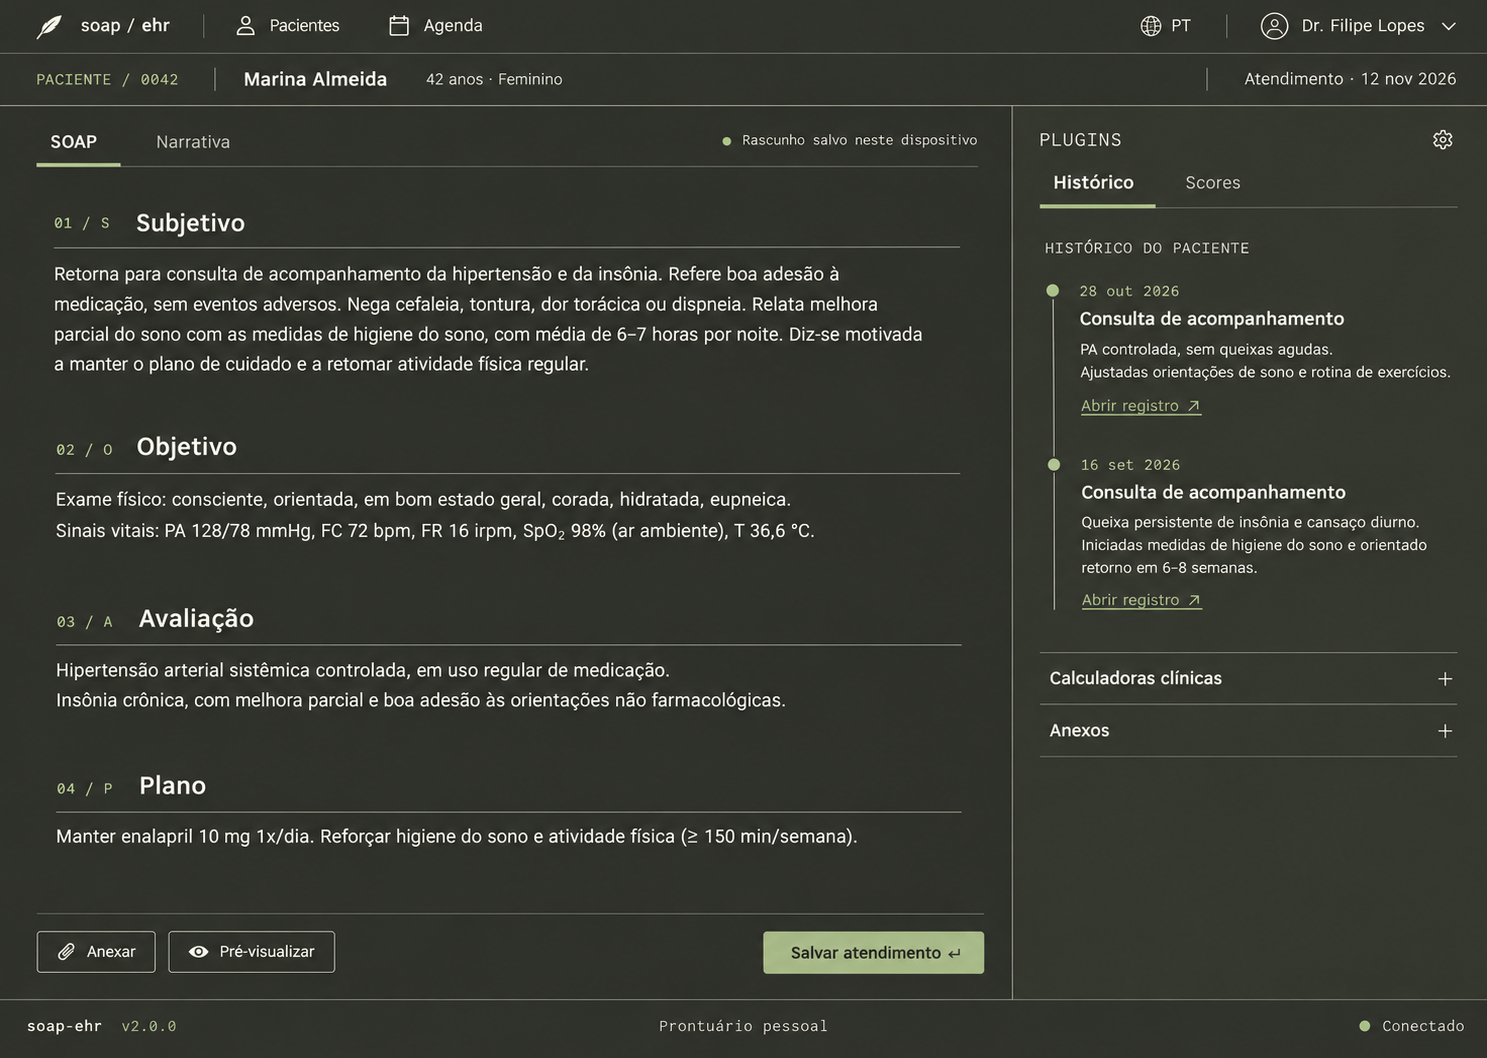 soap / ehr
Pacientes
Agenda
PT
Dr. Filipe Lopes
PACIENTE / 0042
Marina Almeida
42 anos · Feminino
Atendimento · 12 nov 2026
SOAP
Narrativa
Rascunho salvo neste dispositivo
01 / S Subjetivo
Retorna para consulta de acompanhamento da hipertensão e da insônia. Refere boa adesão à
medicação, sem eventos adversos. Nega cefaleia, tontura, dor torácica ou dispneia. Relata melhora
parcial do sono com as medidas de higiene do sono, com média de 6–7 horas por noite. Diz-se motivada
a manter o plano de cuidado e a retomar atividade física regular.
02 / O Objetivo
Exame físico: consciente, orientada, em bom estado geral, corada, hidratada, eupneica.
Sinais vitais: PA 128/78 mmHg, FC 72 bpm, FR 16 irpm, SpO₂ 98% (ar ambiente), T 36,6 °C.
03 / A Avaliação
Hipertensão arterial sistêmica controlada, em uso regular de medicação.
Insônia crônica, com melhora parcial e boa adesão às orientações não farmacológicas.
04 / P Plano
Manter enalapril 10 mg 1x/dia. Reforçar higiene do sono e atividade física (≥ 150 min/semana).
Anexar
Pré-visualizar
Salvar atendimento ↵
PLUGINS
Histórico
Scores
HISTÓRICO DO PACIENTE
28 out 2026
Consulta de acompanhamento
PA controlada, sem queixas agudas.
Ajustadas orientações de sono e rotina de exercícios.
Abrir registro ↗
16 set 2026
Consulta de acompanhamento
Queixa persistente de insônia e cansaço diurno.
Iniciadas medidas de higiene do sono e orientado
retorno em 6–8 semanas.
Abrir registro ↗
Calculadoras clínicas +
Anexos +
soap-ehr v2.0.0
Prontuário pessoal
Conectado